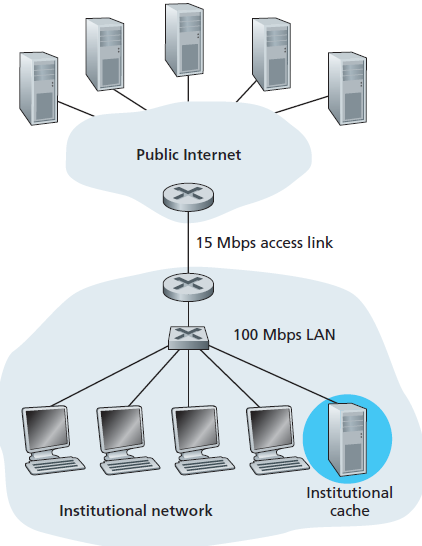 Public Internet
15 Mbps access link
100 Mbps LAN
Institutional network
Institutional
cache